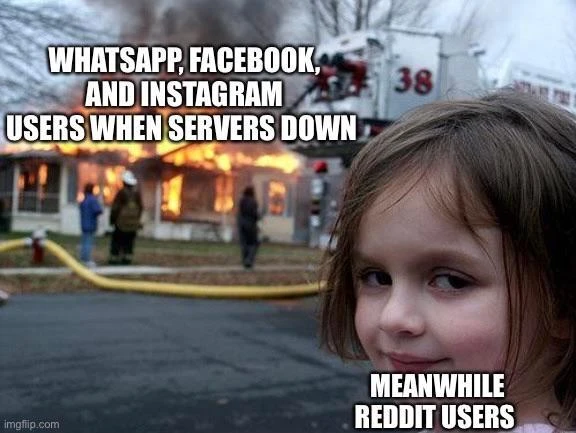 WHATSAPP, FACEBOOK,
AND INSTAGRAM
USERS WHEN SERVERS DOWN
38
MEANWHILE
REDDIT USERS
imgflip.com